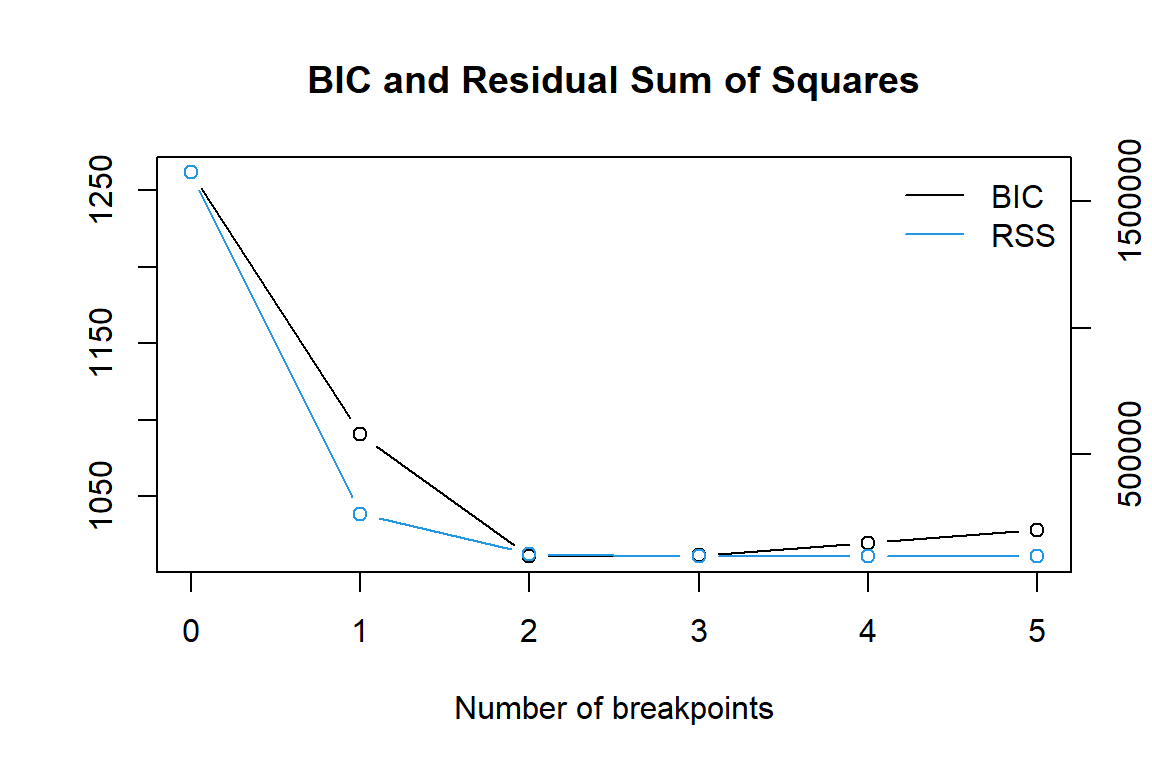 BIC and Residual Sum of Squares
1250
1150
1050
1500000
500000
BIC
RSS
0 1 2 3 4 5
Number of breakpoints